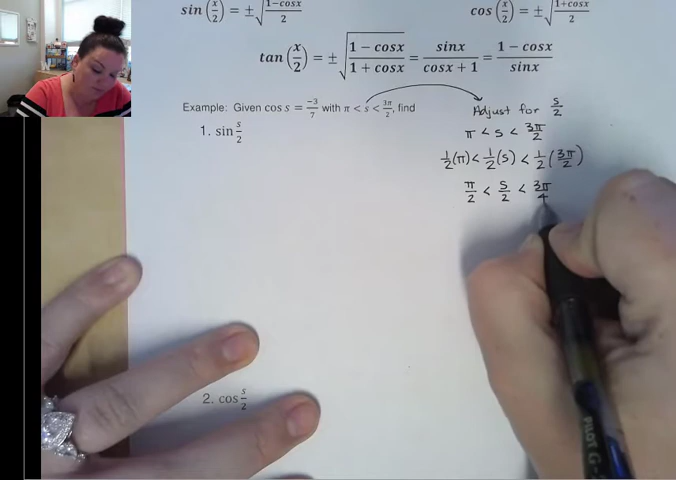 sin (x/2) = ± √((1−cosx)/2)    cos (x/2) = ± √((1+cosx)/2)
tan (x/2) = ± √((1 − cosx)/(1 + cosx)) = sinx/(cosx + 1) = (1 − cosx)/sinx
Example: Given cos s = −3/7 with π < s < 3π/2, find
Adjust for s/2
1. sin s/2
π < s < 3π/2
1/2(π) < 1/2(s) < 1/2(3π/2)
π/2 < s/2 < 3π/4
2. cos s/2
PILOT G-2